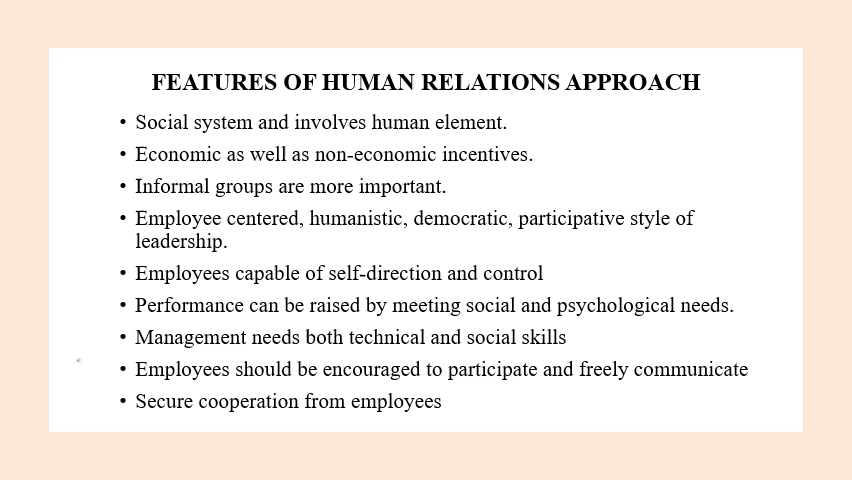 FEATURES OF HUMAN RELATIONS APPROACH
• Social system and involves human element.
• Economic as well as non-economic incentives.
• Informal groups are more important.
• Employee centered, humanistic, democratic, participative style of
leadership.
• Employees capable of self-direction and control
• Performance can be raised by meeting social and psychological needs.
• Management needs both technical and social skills
• Employees should be encouraged to participate and freely communicate
• Secure cooperation from employees